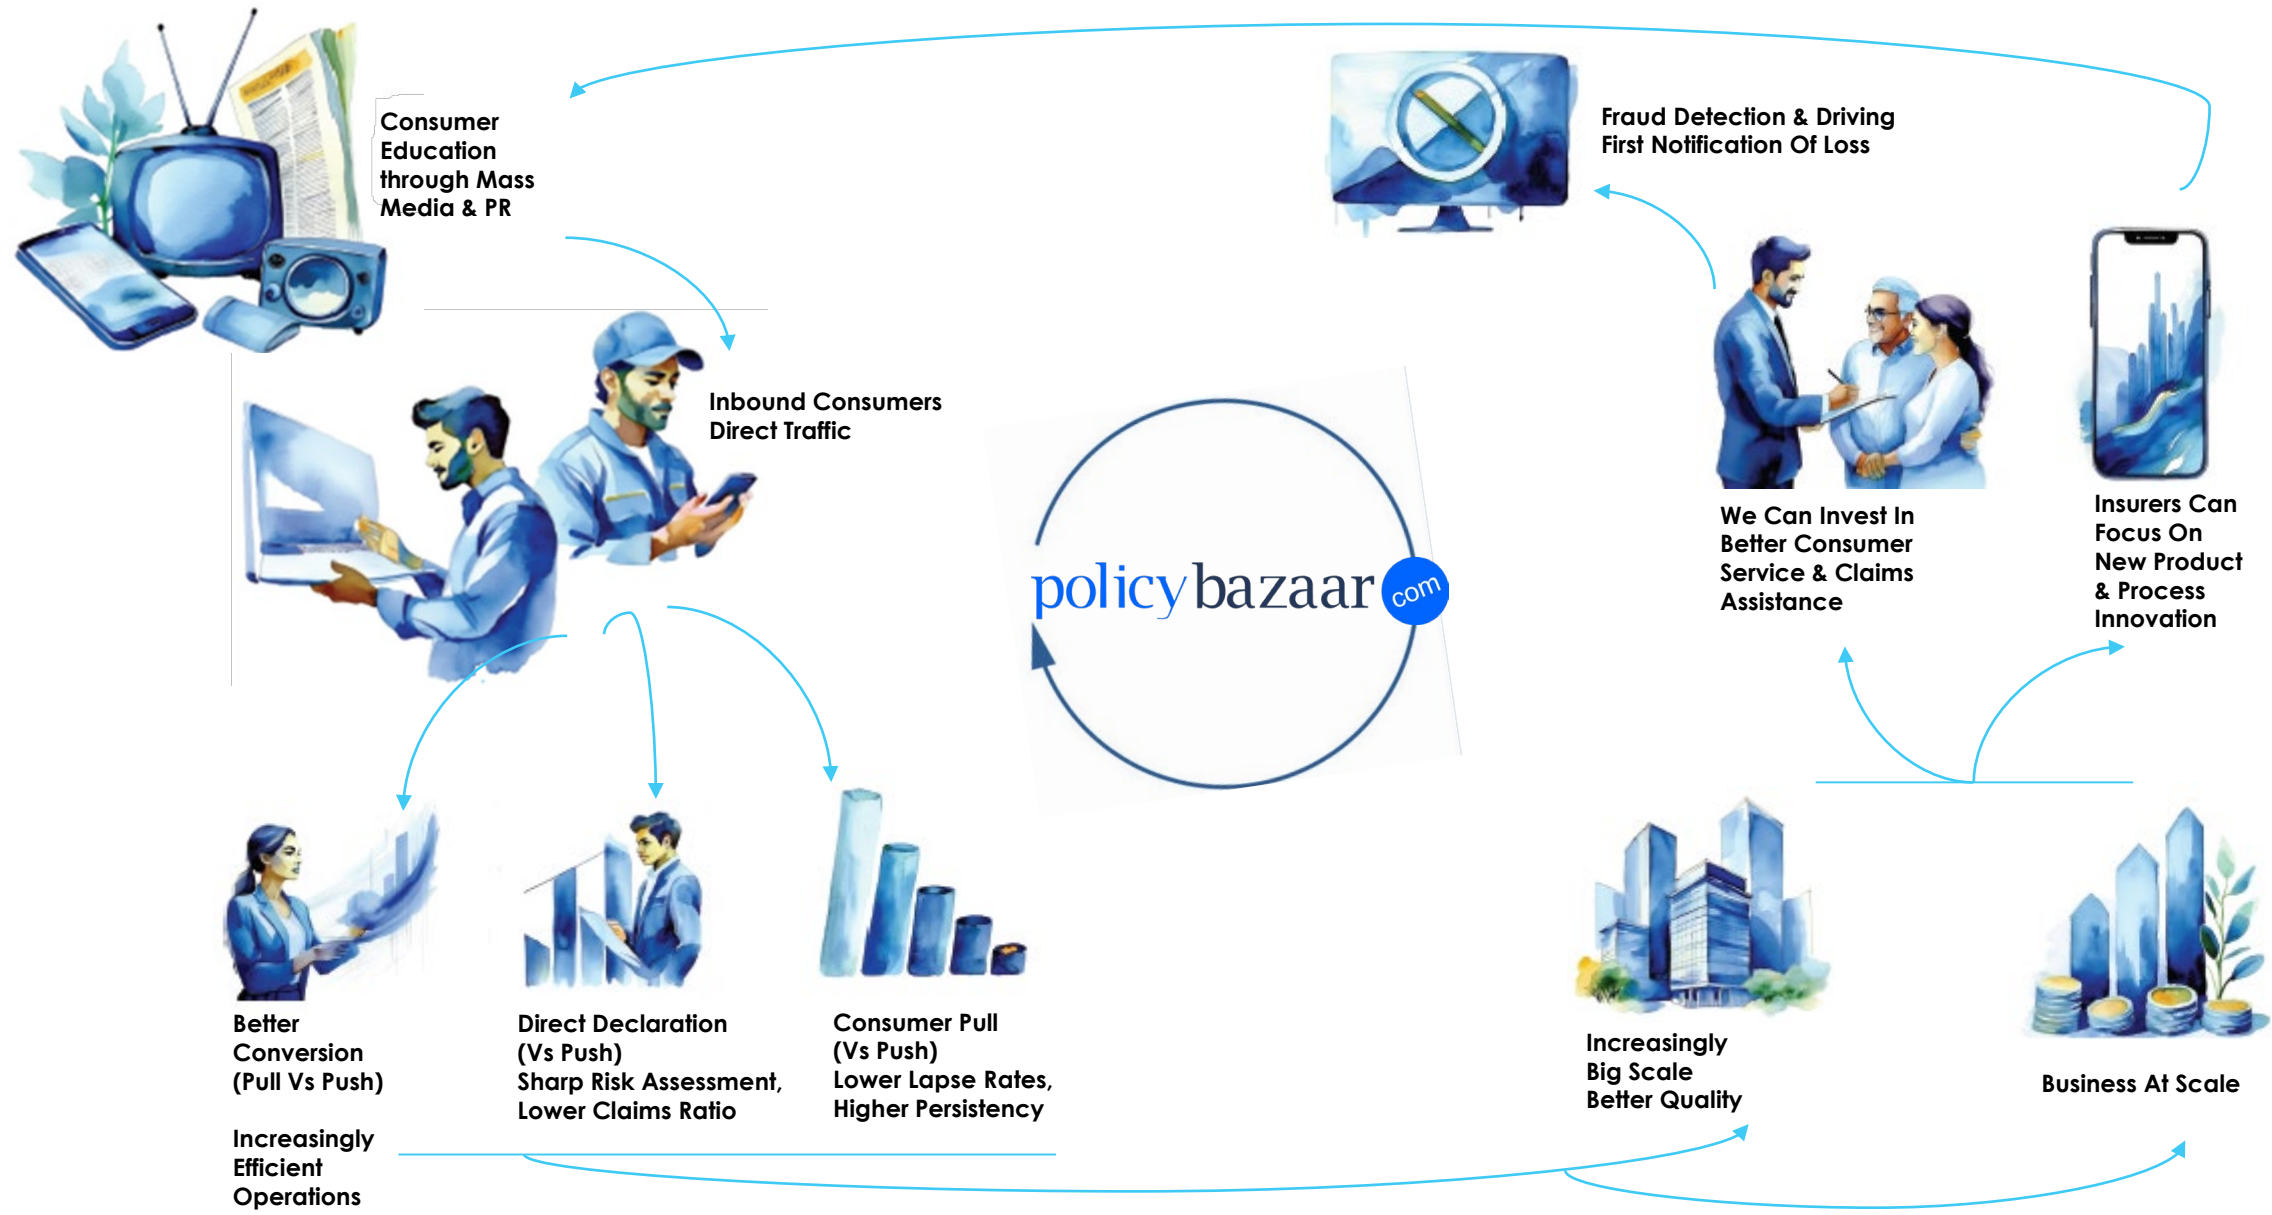 Consumer
Education
through Mass
Media & PR
Fraud Detection & Driving
First Notification Of Loss
Inbound Consumers
Direct Traffic
policybazaar com
We Can Invest In
Better Consumer
Service & Claims
Assistance
Insurers Can
Focus On
New Product
& Process
Innovation
Better
Conversion
(Pull Vs Push)
Increasingly
Efficient
Operations
Direct Declaration
(Vs Push)
Sharp Risk Assessment,
Lower Claims Ratio
Consumer Pull
(Vs Push)
Lower Lapse Rates,
Higher Persistency
Increasingly
Big Scale
Better Quality
Business At Scale